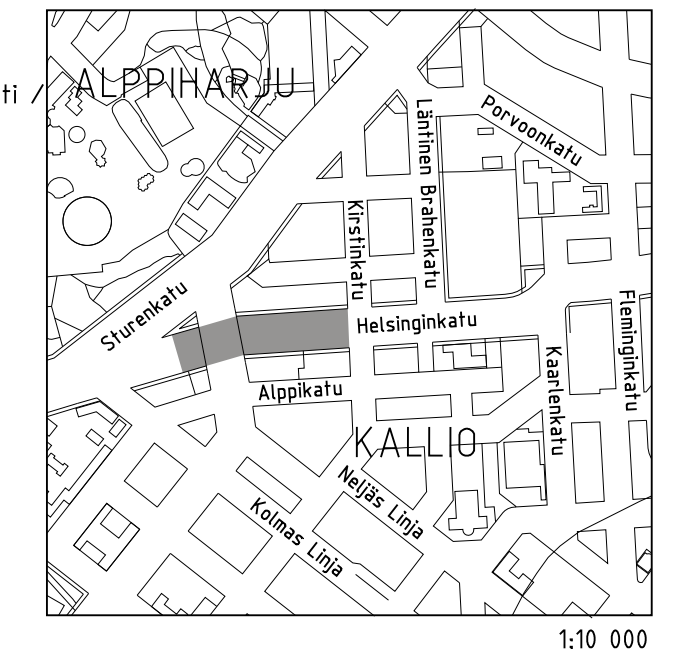 ti / ALPPIHARJU
Porvoonkatu
Läntinen Brahenkatu
Kirstinkatu
Sturenkatu
Helsinginkatu
Fleminginkatu
Kaarlenkatu
Alppikatu
KALLIO
Neljäs Linja
Kolmas Linja
1:10 000